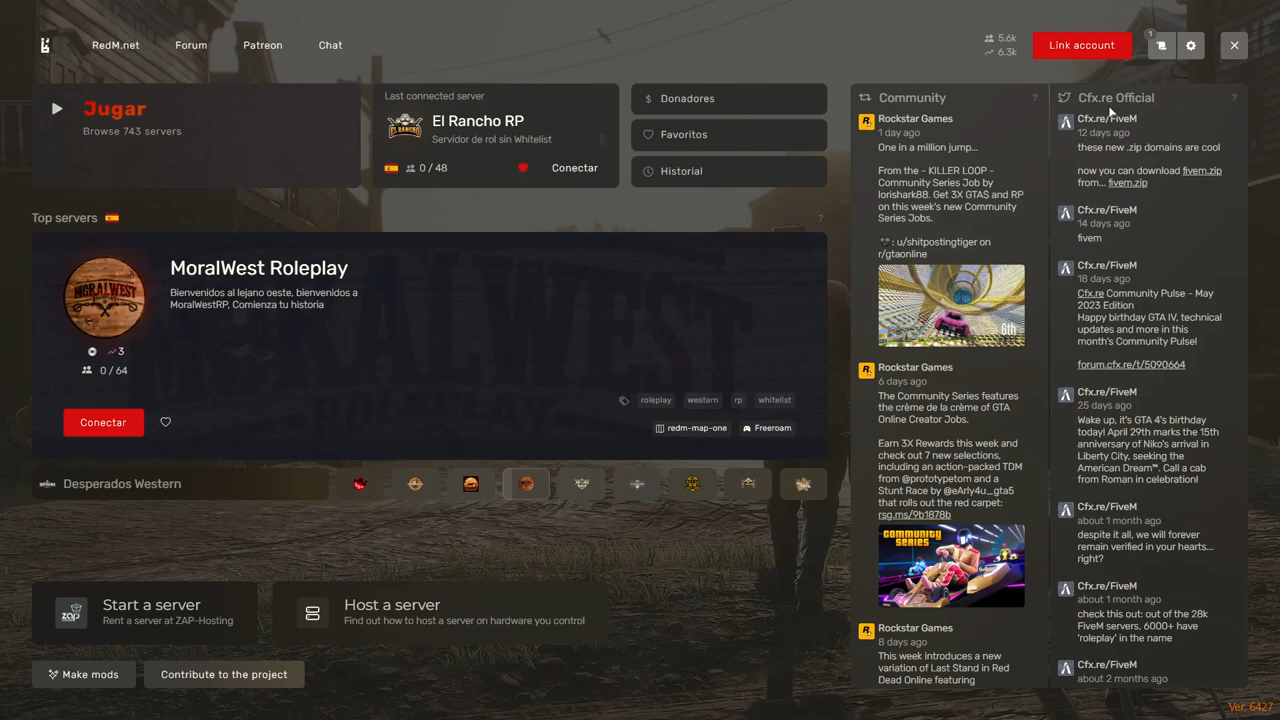 RedM.net
Forum
Patreon
Chat
5.6k
6.3k
Link account
1
Jugar
Browse 743 servers
Last connected server
El Rancho RP
Servidor de rol sin Whitelist
0 / 48
Conectar
$ Donadores
Favoritos
Historial
Top servers
?
MORALWEST
MoralWest Roleplay
Bienvenidos al lejano oeste, bienvenidos a
MoralWestRP, Comienza tu historia
3
0 / 64
Conectar
roleplay
western
rp
whitelist
redm-map-one
Freeroam
Desperados Western
ZAP
Start a server
Rent a server at ZAP-Hosting
Host a server
Find out how to host a server on hardware you control
Make mods
Contribute to the project
Community
?
Rockstar Games
1 day ago
One in a million jump...
From the - KILLER LOOP -
Community Series Job by
lorishark88. Get 3X GTA$ and RP
on this week's new Community
Series Jobs.
: u/shitpostingtiger on
r/gtaonline
6th
Rockstar Games
6 days ago
The Community Series features
the crème de la crème of GTA
Online Creator Jobs.
Earn 3X Rewards this week and
check out 7 new selections,
including an action-packed TDM
from @prototypetom and a
Stunt Race by @eArly4u_gta5
that rolls out the red carpet:
rsg.ms/9b1878b
COMMUNITY
SERIES
Rockstar Games
8 days ago
This week introduces a new
variation of Last Stand in Red
Dead Online featuring
Cfx.re Official
?
Cfx.re/FiveM
12 days ago
these new .zip domains are cool
now you can download fivem.zip
from... fivem.zip
Cfx.re/FiveM
14 days ago
fivem
Cfx.re/FiveM
18 days ago
Cfx.re Community Pulse - May
2023 Edition
Happy birthday GTA IV, technical
updates and more in this
month's Community Pulse!
forum.cfx.re/t/5090664
Cfx.re/FiveM
25 days ago
Wake up, it's GTA 4's birthday
today! April 29th marks the 15th
anniversary of Niko's arrival in
Liberty City, seeking the
American Dream™. Call a cab
from Roman in celebration!
Cfx.re/FiveM
about 1 month ago
despite it all, we will forever
remain verified in your hearts...
right?
Cfx.re/FiveM
about 1 month ago
check this out: out of the 28k
FiveM servers, 6000+ have
'roleplay' in the name
Cfx.re/FiveM
about 2 months ago
Ver. 6427